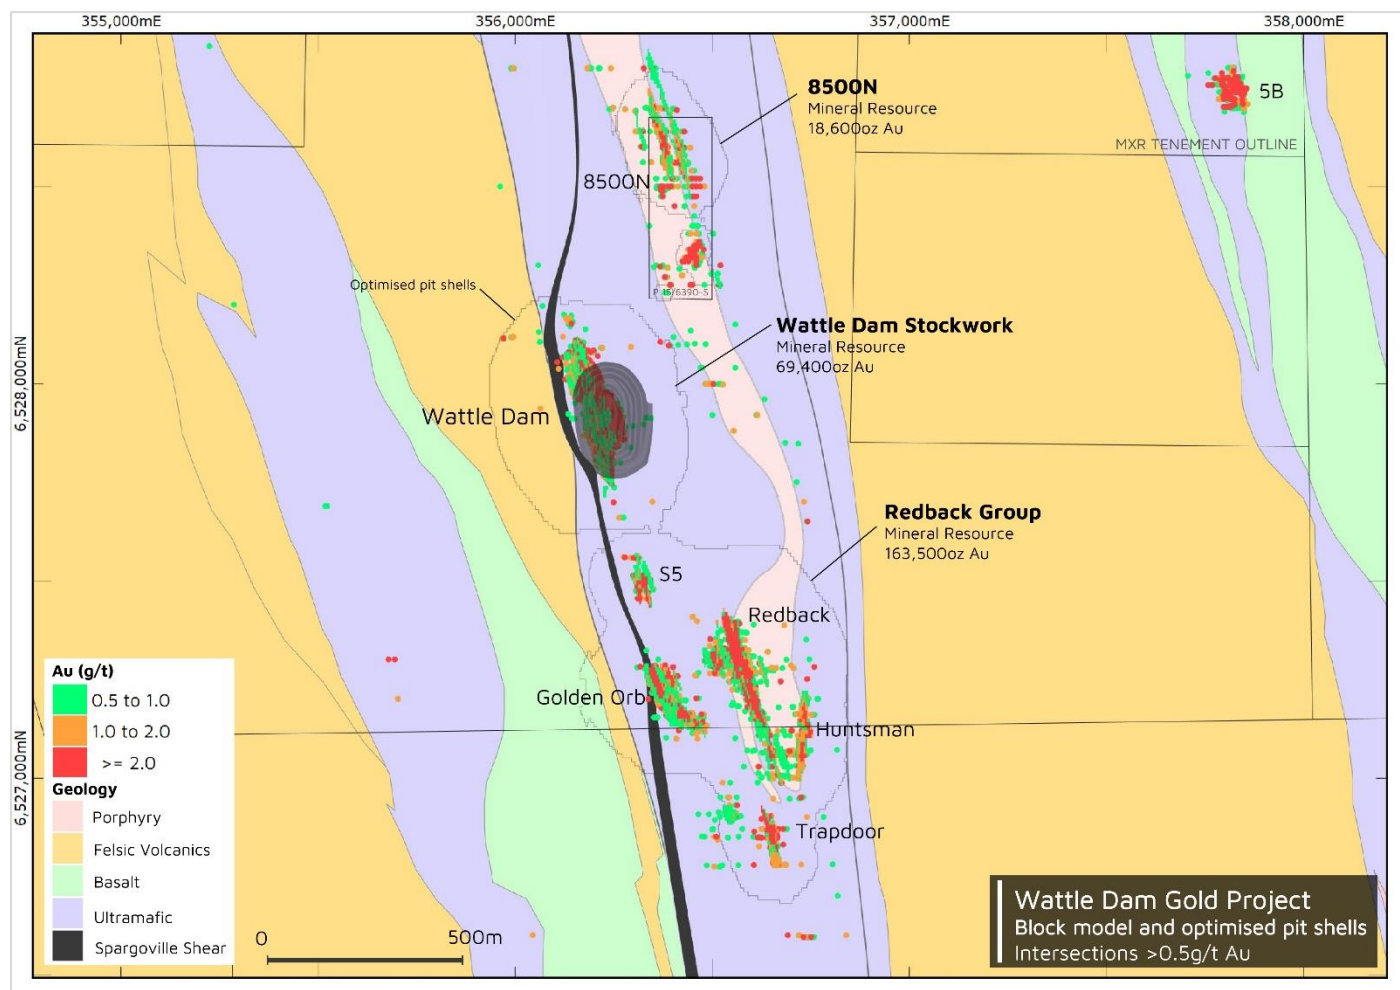 355,000mE
356,000mE
357,000mE
358,000mE
8500N
Mineral Resource
18,600oz Au
5B
MXR TENEMENT OUTLINE
8500N
Optimised pit shells
P 15/6390-S
Wattle Dam Stockwork
Mineral Resource
69,400oz Au
6,528,000mN
Wattle Dam
Redback Group
Mineral Resource
163,500oz Au
S5
Redback
Golden Orb
Huntsman
6,527,000mN
Trapdoor
Au (g/t)
0.5 to 1.0
1.0 to 2.0
>= 2.0
Geology
Porphyry
Felsic Volcanics
Basalt
Ultramafic
Spargoville Shear
0
500m
Wattle Dam Gold Project
Block model and optimised pit shells
Intersections >0.5g/t Au